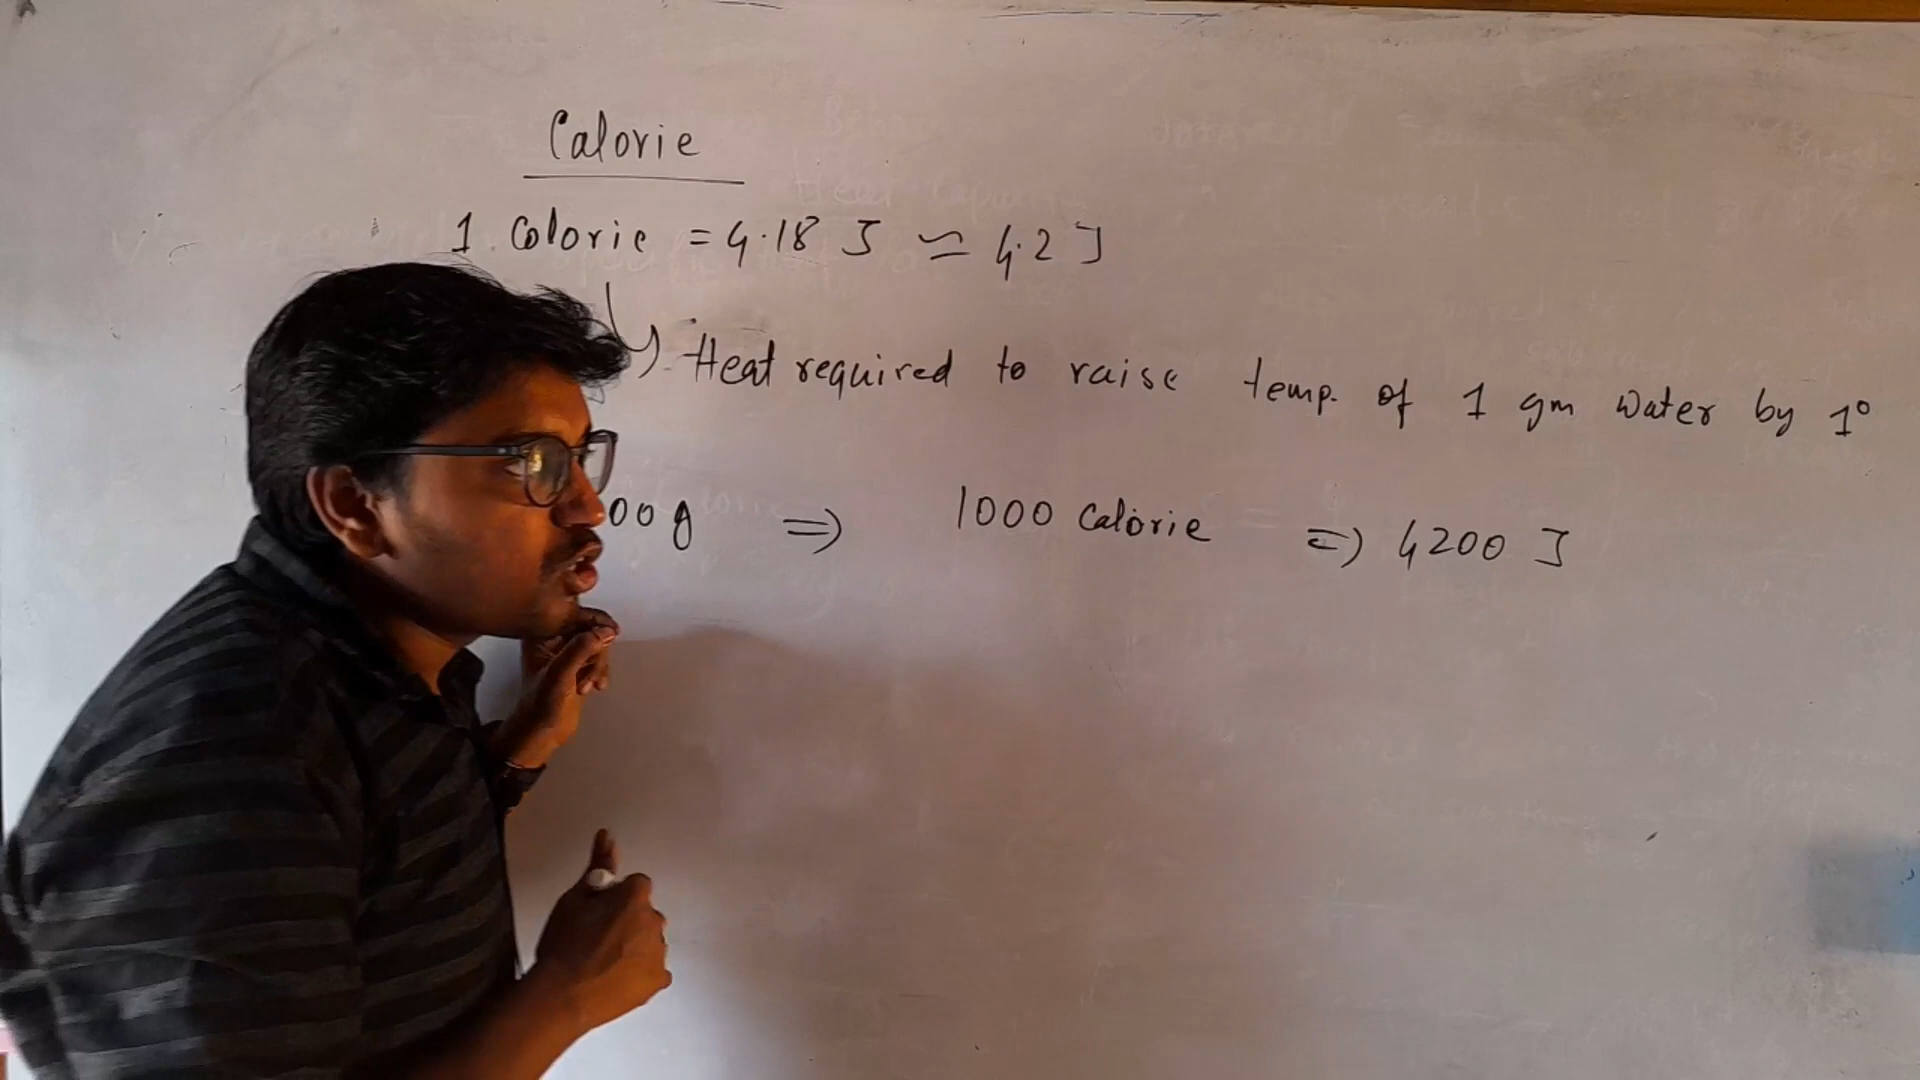 Calorie
1 Calorie = 4.18 J ≃ 4.2 J
↳ Heat required to raise temp. of 1 gm water by 1°
00 g ⇒ 1000 Calorie ⇒ 4200 J